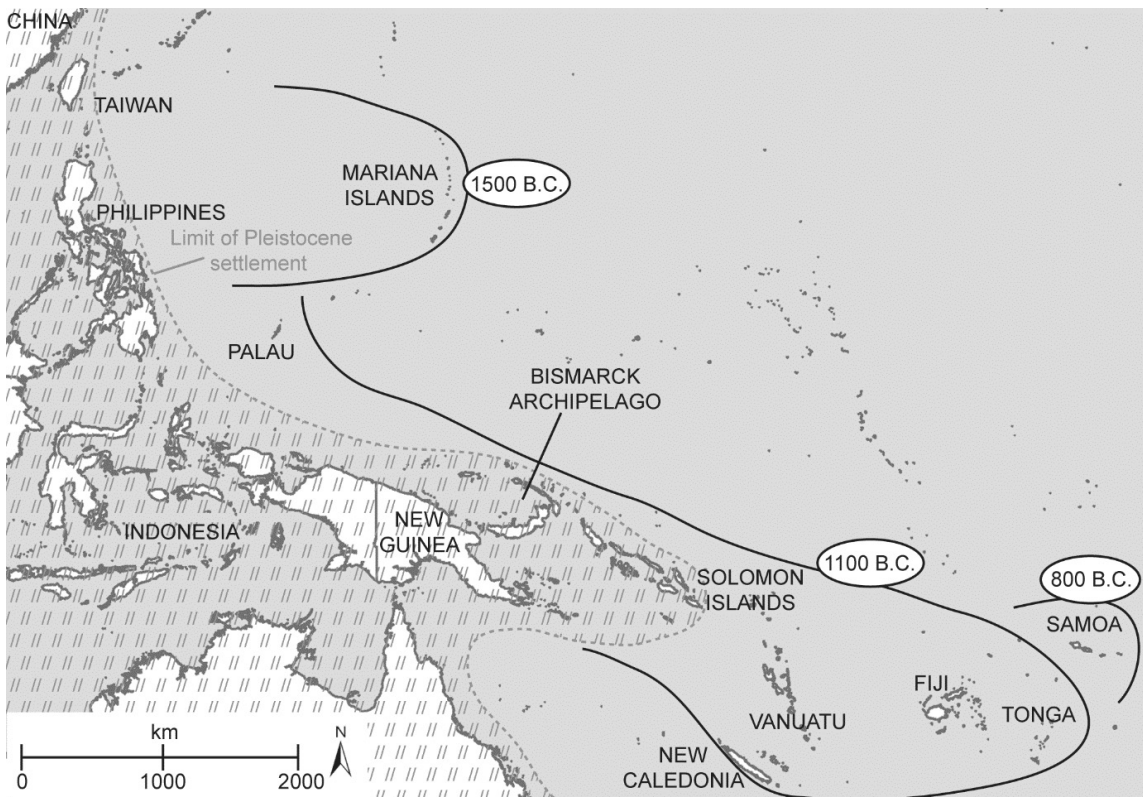 CHINA
TAIWAN
MARIANA
ISLANDS
1500 B.C.
PHILIPPINES
Limit of Pleistocene
settlement
PALAU
BISMARCK
ARCHIPELAGO
INDONESIA
NEW
GUINEA
1100 B.C.
SOLOMON
ISLANDS
800 B.C.
SAMOA
FIJI
TONGA
VANUATU
NEW
CALEDONIA
km
N
0 1000 2000